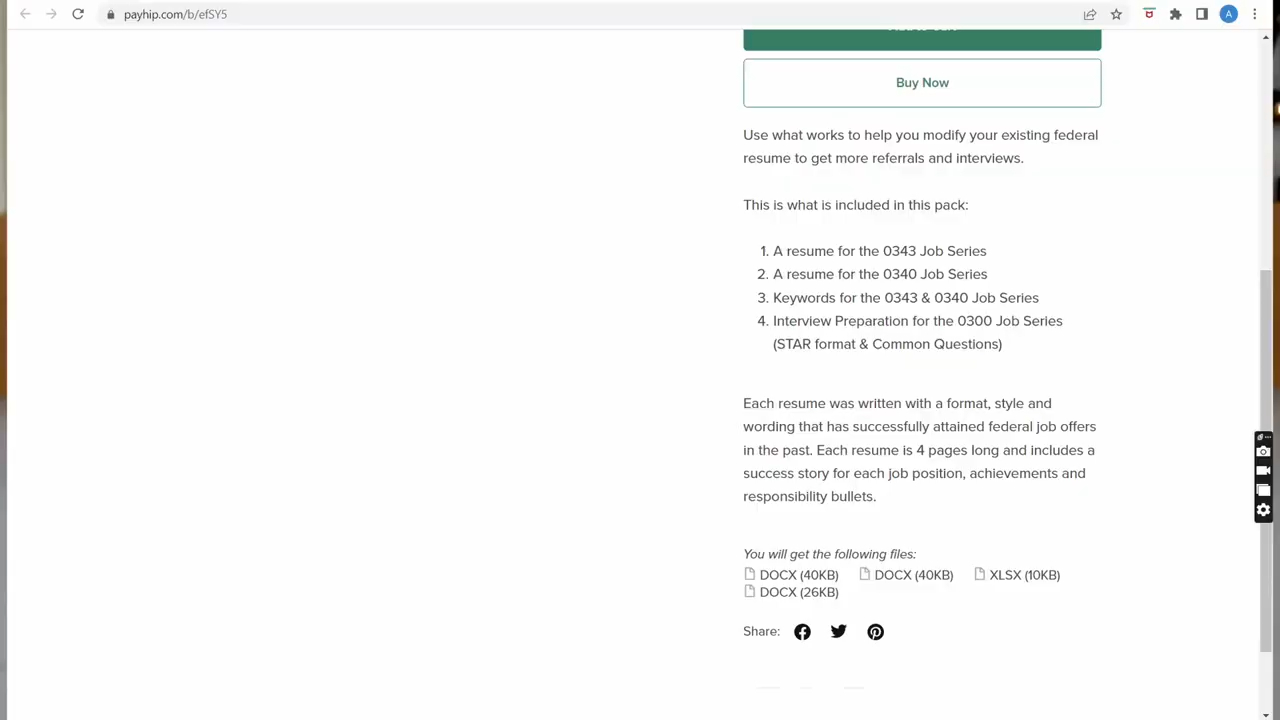 payhip.com/b/efSY5
A
Buy Now
Use what works to help you modify your existing federal
resume to get more referrals and interviews.
This is what is included in this pack:
1. A resume for the 0343 Job Series
2. A resume for the 0340 Job Series
3. Keywords for the 0343 & 0340 Job Series
4. Interview Preparation for the 0300 Job Series
(STAR format & Common Questions)
Each resume was written with a format, style and
wording that has successfully attained federal job offers
in the past. Each resume is 4 pages long and includes a
success story for each job position, achievements and
responsibility bullets.
You will get the following files:
DOCX (40KB) DOCX (40KB) XLSX (10KB)
DOCX (26KB)
Share: